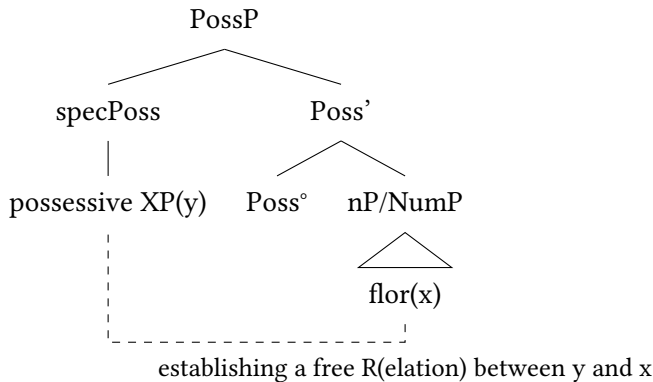 PossP
specPoss Poss’
possessive XP(y) Poss° nP/NumP
flor(x)
establishing a free R(elation) between y and x